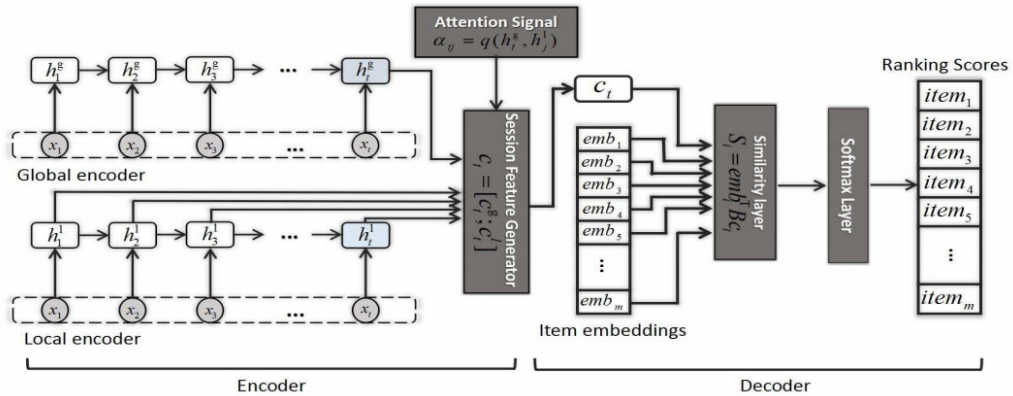 Attention Signal
α_tj = q(h_t^g, h_j^l)
h_1^g h_2^g h_3^g ... h_t^g
x_1 x_2 x_3 ... x_t
Global encoder
h_1^l h_2^l h_3^l ... h_t^l
x_1 x_2 x_3 ... x_t
Local encoder
Session Feature Generator
c_t = [c_t^g; c_t^l]
c_t
emb_1
emb_2
emb_3
emb_4
emb_5
⋮
emb_m
Item embeddings
Similarity layer
S_i = emb_i^T B c_t
Softmax Layer
Ranking Scores
item_1
item_2
item_3
item_4
item_5
⋮
item_m
Encoder
Decoder